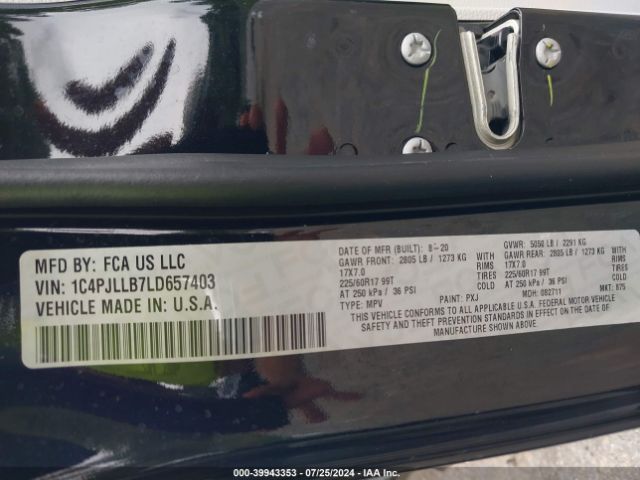 MFD BY: FCA US LLC
VIN: 1C4PJLLB7LD657403
VEHICLE MADE IN: U.S.A.
DATE OF MFR (BUILT): 8-20
GVWR: 5050 LB / 2291 KG
GAWR FRONT: 2805 LB / 1273 KG WITH
GAWR REAR: 2805 LB / 1273 KG WITH
17X7.0 RIMS
17X7.0 RIMS
225/60R17 99T TIRES
225/60R17 99T TIRES
AT 250 kPa / 36 PSI COLD
AT 250 kPa / 36 PSI COLD
TYPE: MPV PAINT: PXJ MDH: 082711 MKT: 875
THIS VEHICLE CONFORMS TO ALL APPLICABLE U.S.A. FEDERAL MOTOR VEHICLE
SAFETY AND THEFT PREVENTION STANDARDS IN EFFECT ON THE DATE OF
MANUFACTURE SHOWN ABOVE.
000-39943353 - 07/25/2024 - IAA Inc.